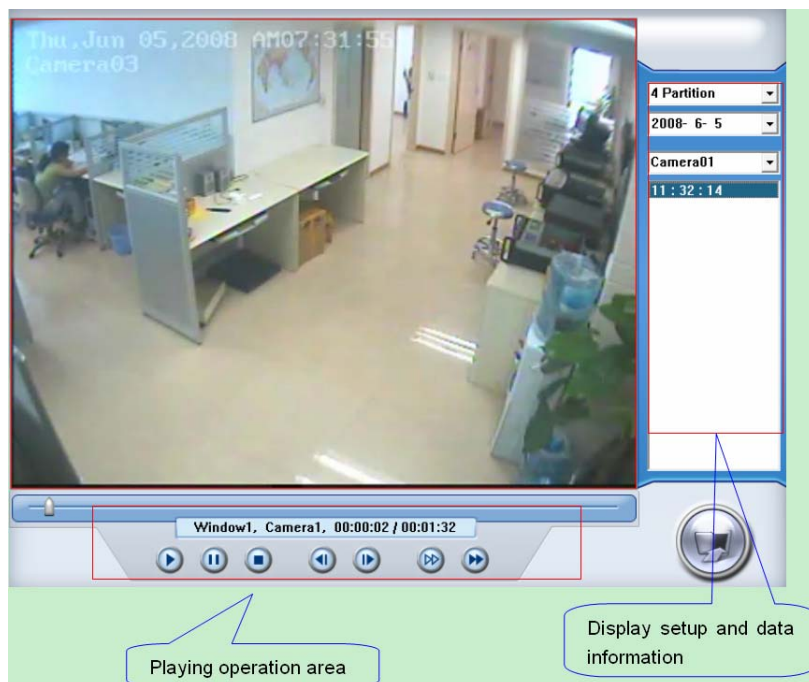 Thu.Jun 05,2008 AM07:31:55
Camera03
4 Partition
2008- 6- 5
Camera01
11 : 32 : 14
Window1, Camera1, 00:00:02 / 00:01:32
Playing operation area
Display setup and data
information